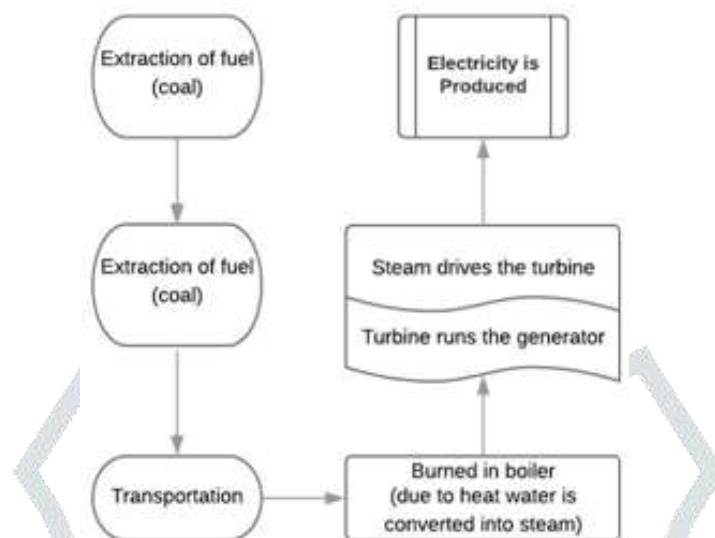 Extraction of fuel
(coal)
Extraction of fuel
(coal)
Transportation
Burned in boiler
(due to heat water is
converted into steam)
Steam drives the turbine
Turbine runs the generator
Electricity is
Produced